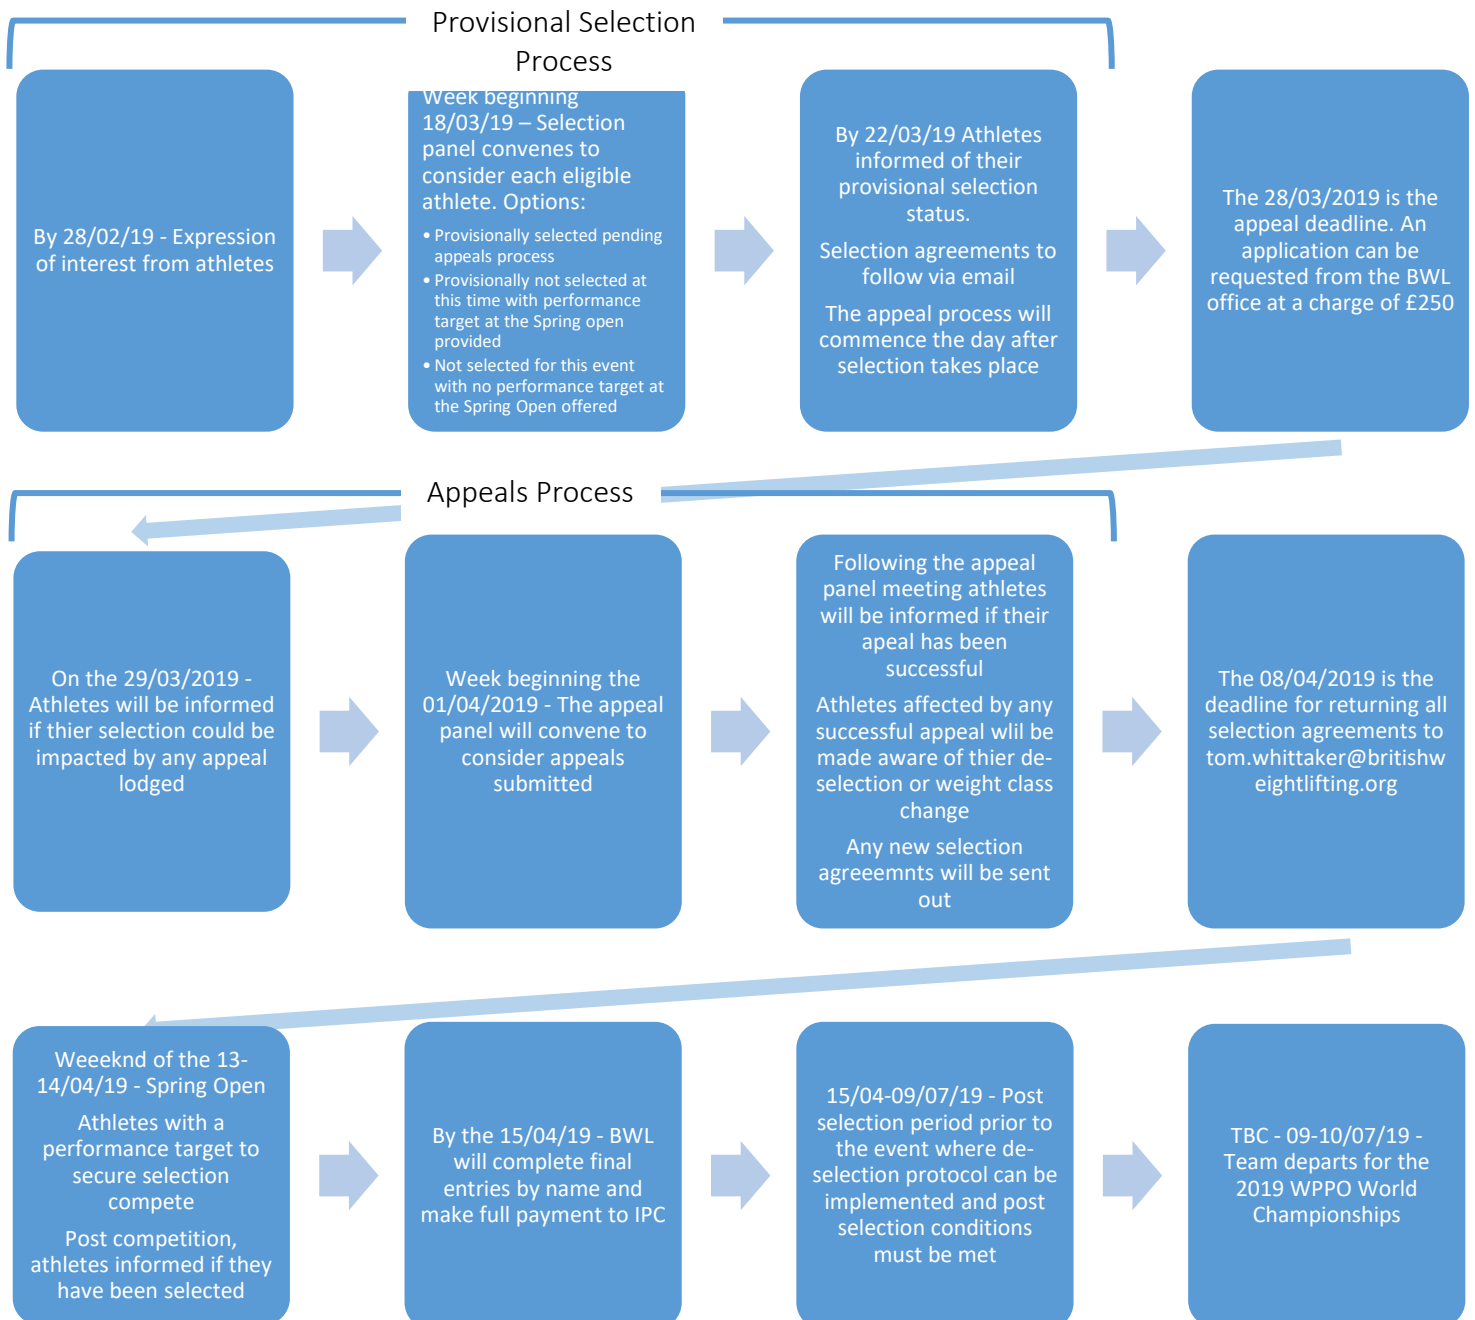 Provisional Selection
Process
By 28/02/19 - Expression
of interest from athletes
Week beginning
18/03/19 – Selection
panel convenes to
consider each eligible
athlete. Options:
• Provisionally selected pending
appeals process
• Provisionally not selected at
this time with performance
target at the Spring open
provided
• Not selected for this event
with no performance target at
the Spring Open offered
By 22/03/19 Athletes
informed of their
provisional selection
status.
Selection agreements to
follow via email
The appeal process will
commence the day after
selection takes place
The 28/03/2019 is the
appeal deadline. An
application can be
requested from the BWL
office at a charge of £250
Appeals Process
On the 29/03/2019 -
Athletes will be informed
if thier selection could be
impacted by any appeal
lodged
Week beginning the
01/04/2019 - The appeal
panel will convene to
consider appeals
submitted
Following the appeal
panel meeting athletes
will be informed if their
apeal has been
successful
Athletes affected by any
successful appeal wlil be
made aware of thier de-
selection or weight class
change
Any new selection
agreeemnts will be sent
out
The 08/04/2019 is the
deadline for returning all
selection agreements to
tom.whittaker@britishw
eightlifting.org
Weeeknd of the 13-
14/04/19 - Spring Open
Athletes with a
performance target to
secure selection
compete
Post competition,
athletes informed if they
have been selected
By the 15/04/19 - BWL
will complete final
entries by name and
make full payment to IPC
15/04-09/07/19 - Post
selection period prior to
the event where de-
selection protocol can be
implemented and post
selection conditions
must be met
TBC - 09-10/07/19 -
Team departs for the
2019 WPPO World
Championships